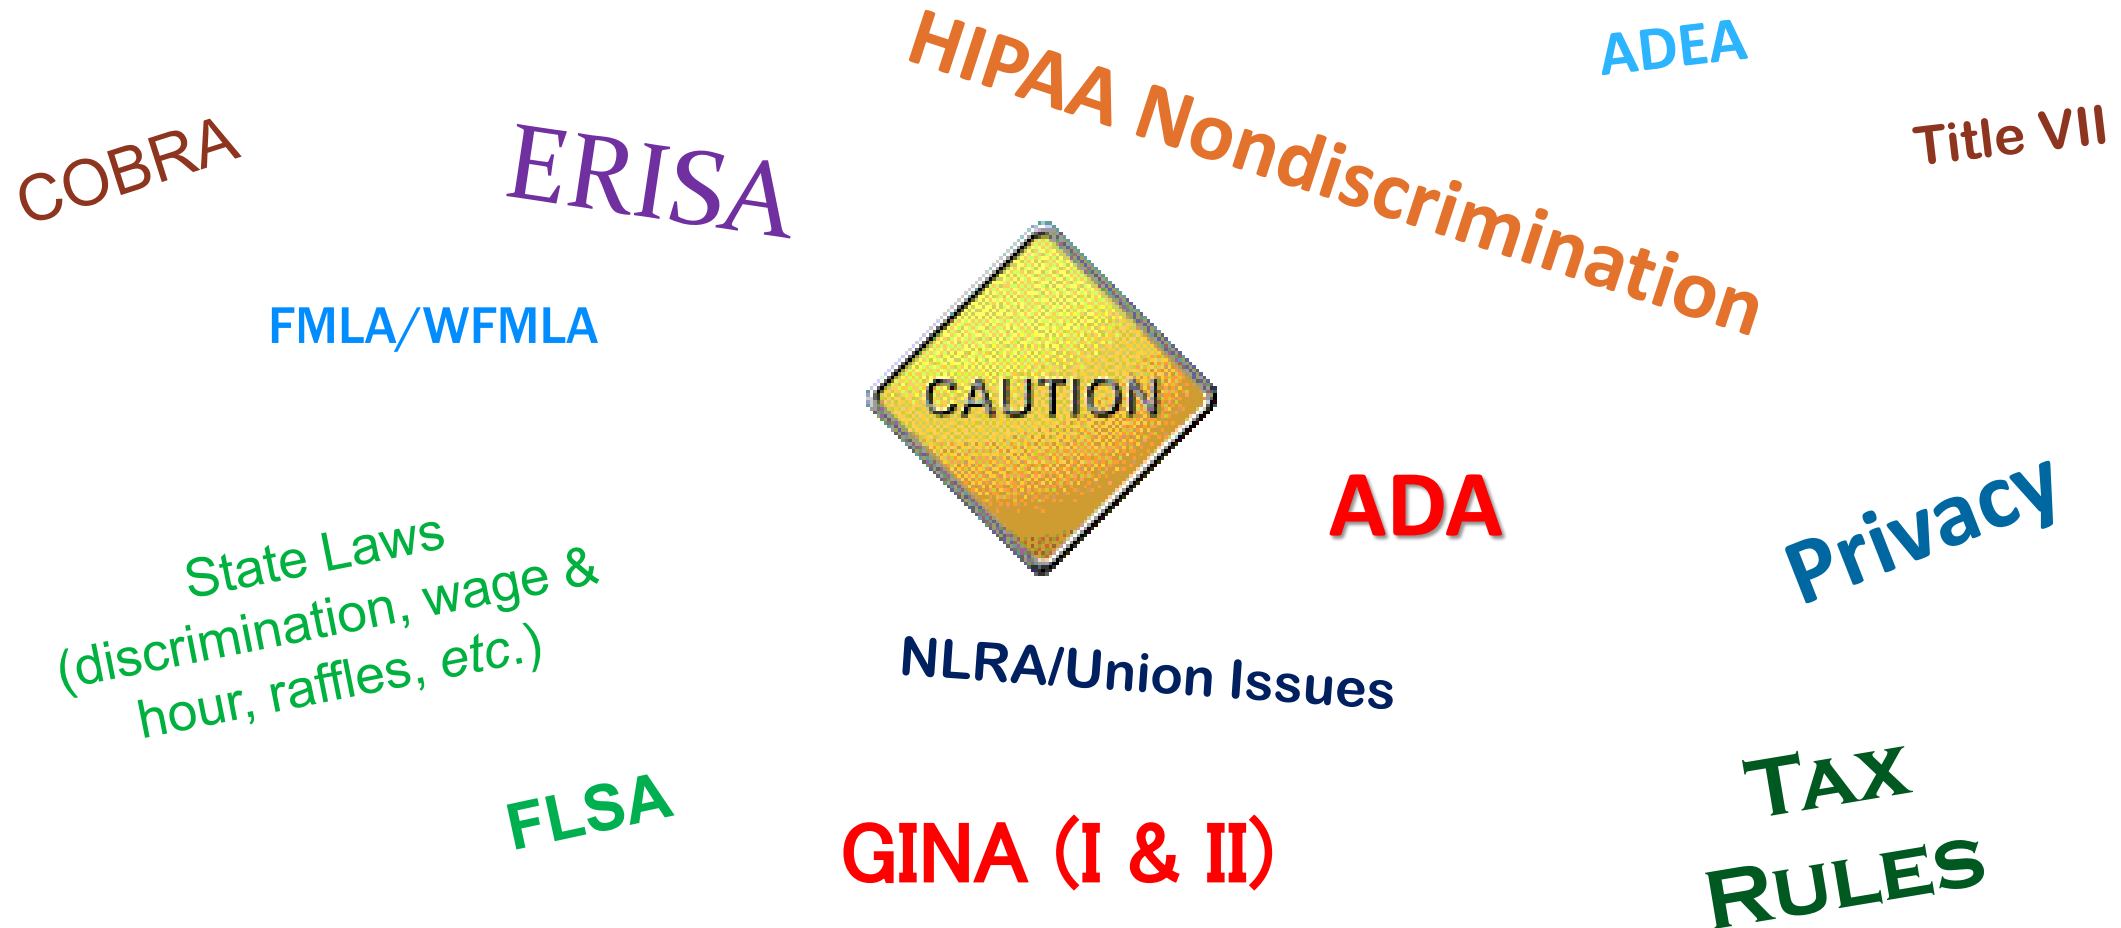 HIPAA Nondiscrimination
ADEA
Title VII
COBRA
ERISA
FMLA/WFMLA
CAUTION
ADA
Privacy
State Laws
(discrimination, wage &
hour, raffles, etc.)
NLRA/Union Issues
FLSA
GINA (I & II)
TAX
RULES